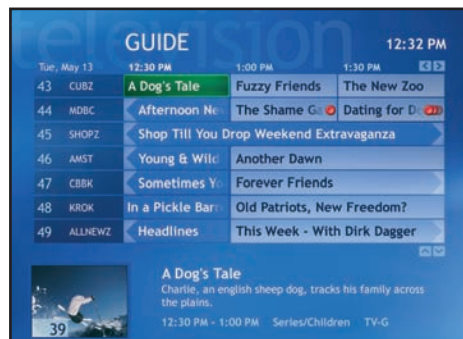 television
GUIDE
12:32 PM
Tue, May 13 12:30 PM 1:00 PM 1:30 PM
43 CUBZ A Dog's Tale Fuzzy Friends The New Zoo
44 MDBC Afternoon The Shame Dating for
45 SHOPZ Shop Till You Drop Weekend Extravaganza
46 AMST Young & Wild Another Dawn
47 CBBK Sometimes Forever Friends
48 KROK In a Pickle Old Patriots, New Freedom?
49 ALLNEWZ Headlines This Week - With Dirk Dagger
A Dog's Tale
Charlie, an english sheep dog, tracks his family across
the plains.
12:30 PM - 1:00 PM Series/Children TV-G
39